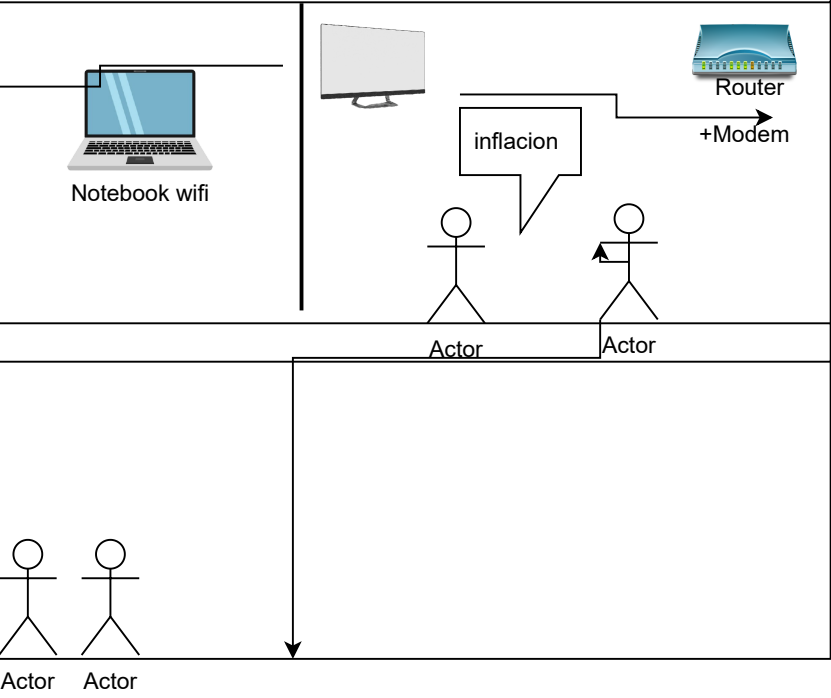 Router
+Modem
inflacion
Notebook wifi
Actor
Actor
Actor
Actor